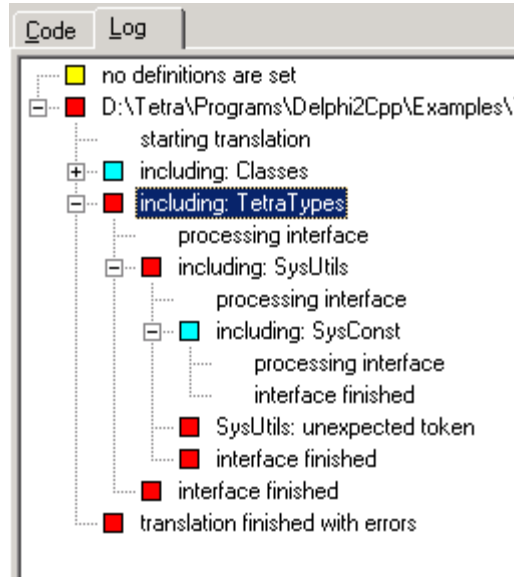 Code Log
no definitions are set
D:\Tetra\Programs\Delphi2Cpp\Examples\
starting translation
including: Classes
including: TetraTypes
processing interface
including: SysUtils
processing interface
including: SysConst
processing interface
interface finished
SysUtils: unexpected token
interface finished
interface finished
translation finished with errors